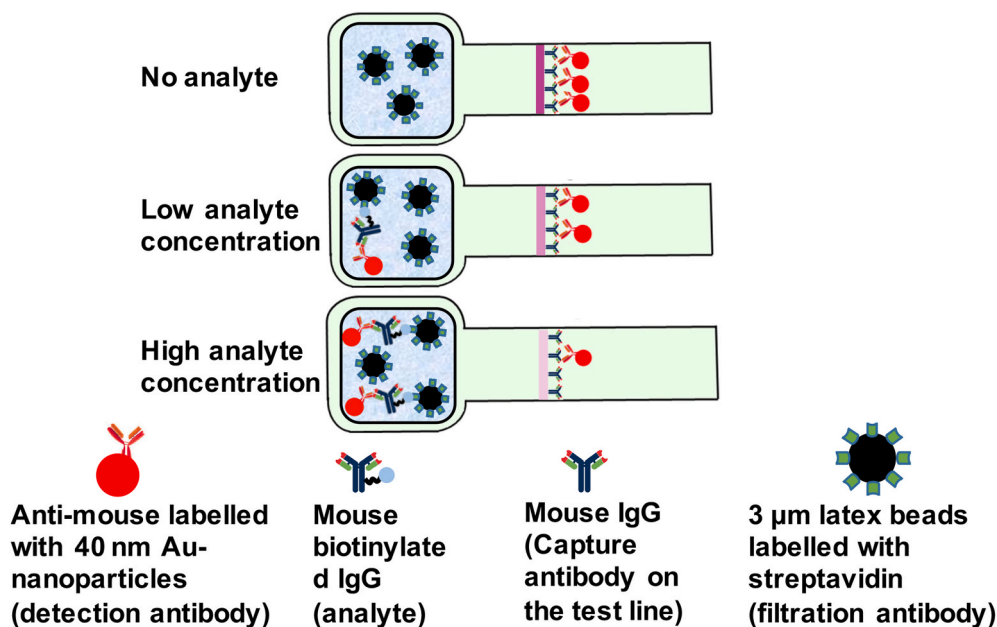 No analyte
Low analyte
concentration
High analyte
concentration
Anti-mouse labelled
with 40 nm Au-
nanoparticles
(detection antibody)
Mouse
biotinylate
d IgG
(analyte)
Mouse IgG
(Capture
antibody on
the test line)
3 µm latex beads
labelled with
streptavidin
(filtration antibody)